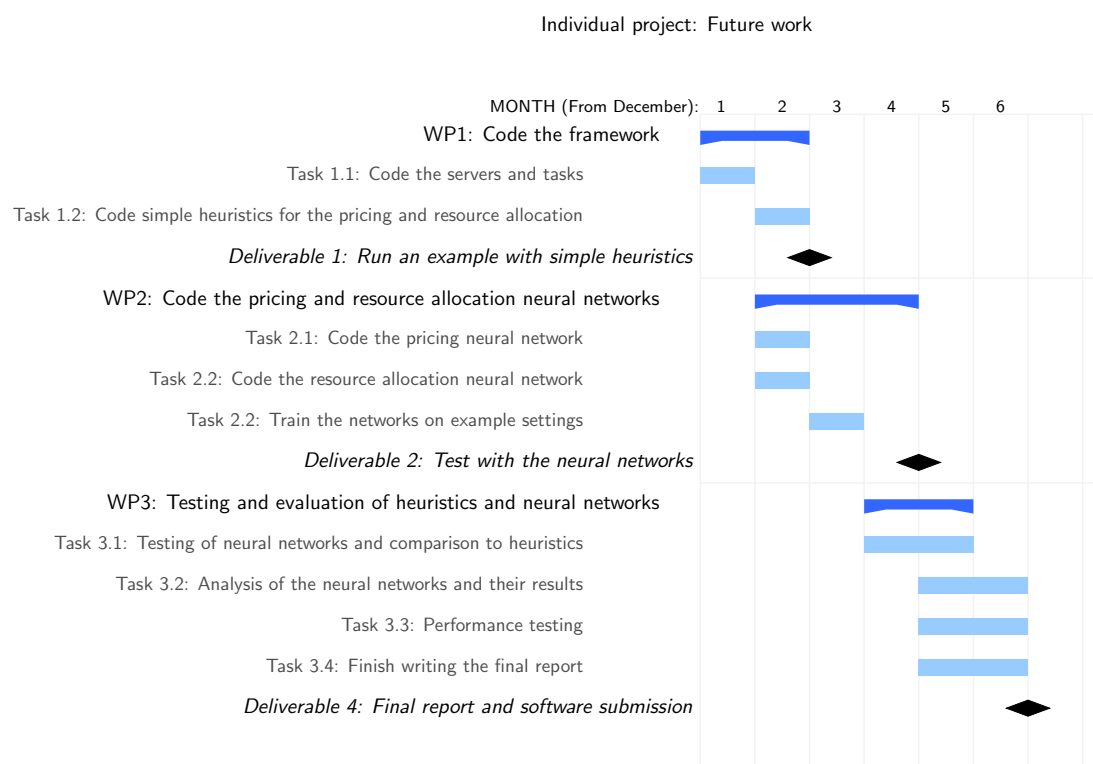 Individual project: Future work
MONTH (From December): 1 2 3 4 5 6
WP1: Code the framework
Task 1.1: Code the servers and tasks
Task 1.2: Code simple heuristics for the pricing and resource allocation
Deliverable 1: Run an example with simple heuristics
WP2: Code the pricing and resource allocation neural networks
Task 2.1: Code the pricing neural network
Task 2.2: Code the resource allocation neural network
Task 2.2: Train the networks on example settings
Deliverable 2: Test with the neural networks
WP3: Testing and evaluation of heuristics and neural networks
Task 3.1: Testing of neural networks and comparison to heuristics
Task 3.2: Analysis of the neural networks and their results
Task 3.3: Performance testing
Task 3.4: Finish writing the final report
Deliverable 4: Final report and software submission